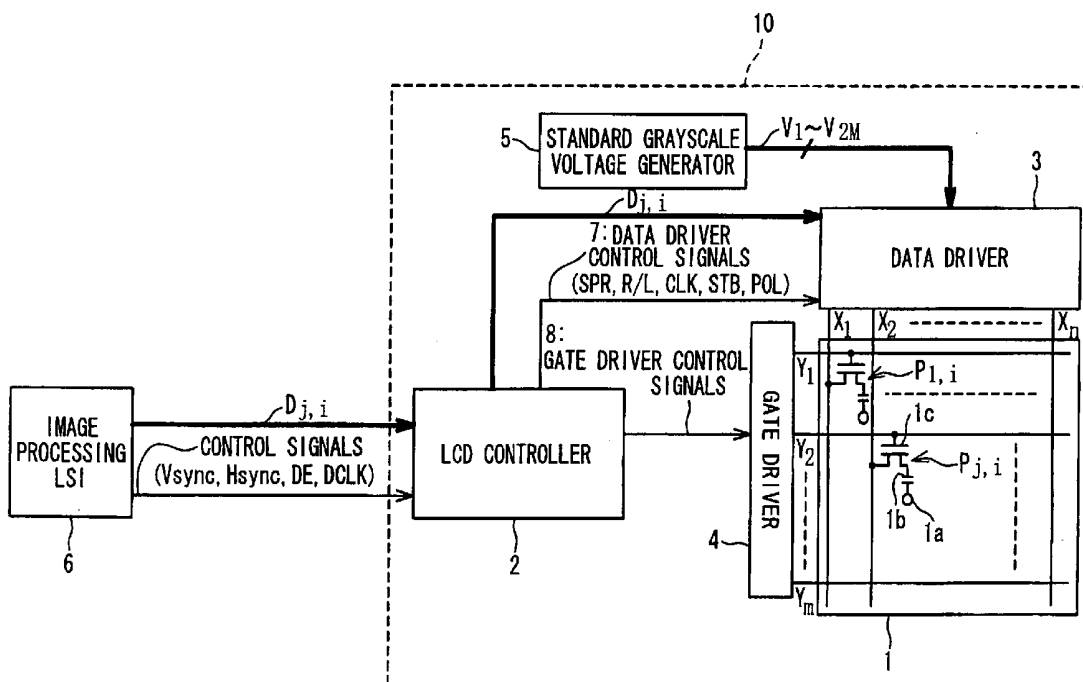 10
5
STANDARD GRAYSCALE
VOLTAGE GENERATOR
V1~V2M
3
Dj,i
7:DATA DRIVER
CONTROL SIGNALS
(SPR, R/L, CLK, STB, POL)
DATA DRIVER
X1
X2
Xn
8:
GATE DRIVER CONTROL
SIGNALS
GATE DRIVER
4
Y1
P1,i
Y2
1c
Pj,i
1b
1a
Ym
1
IMAGE
PROCESSING
LSI
6
Dj,i
CONTROL SIGNALS
(Vsync, Hsync, DE, DCLK)
LCD CONTROLLER
2